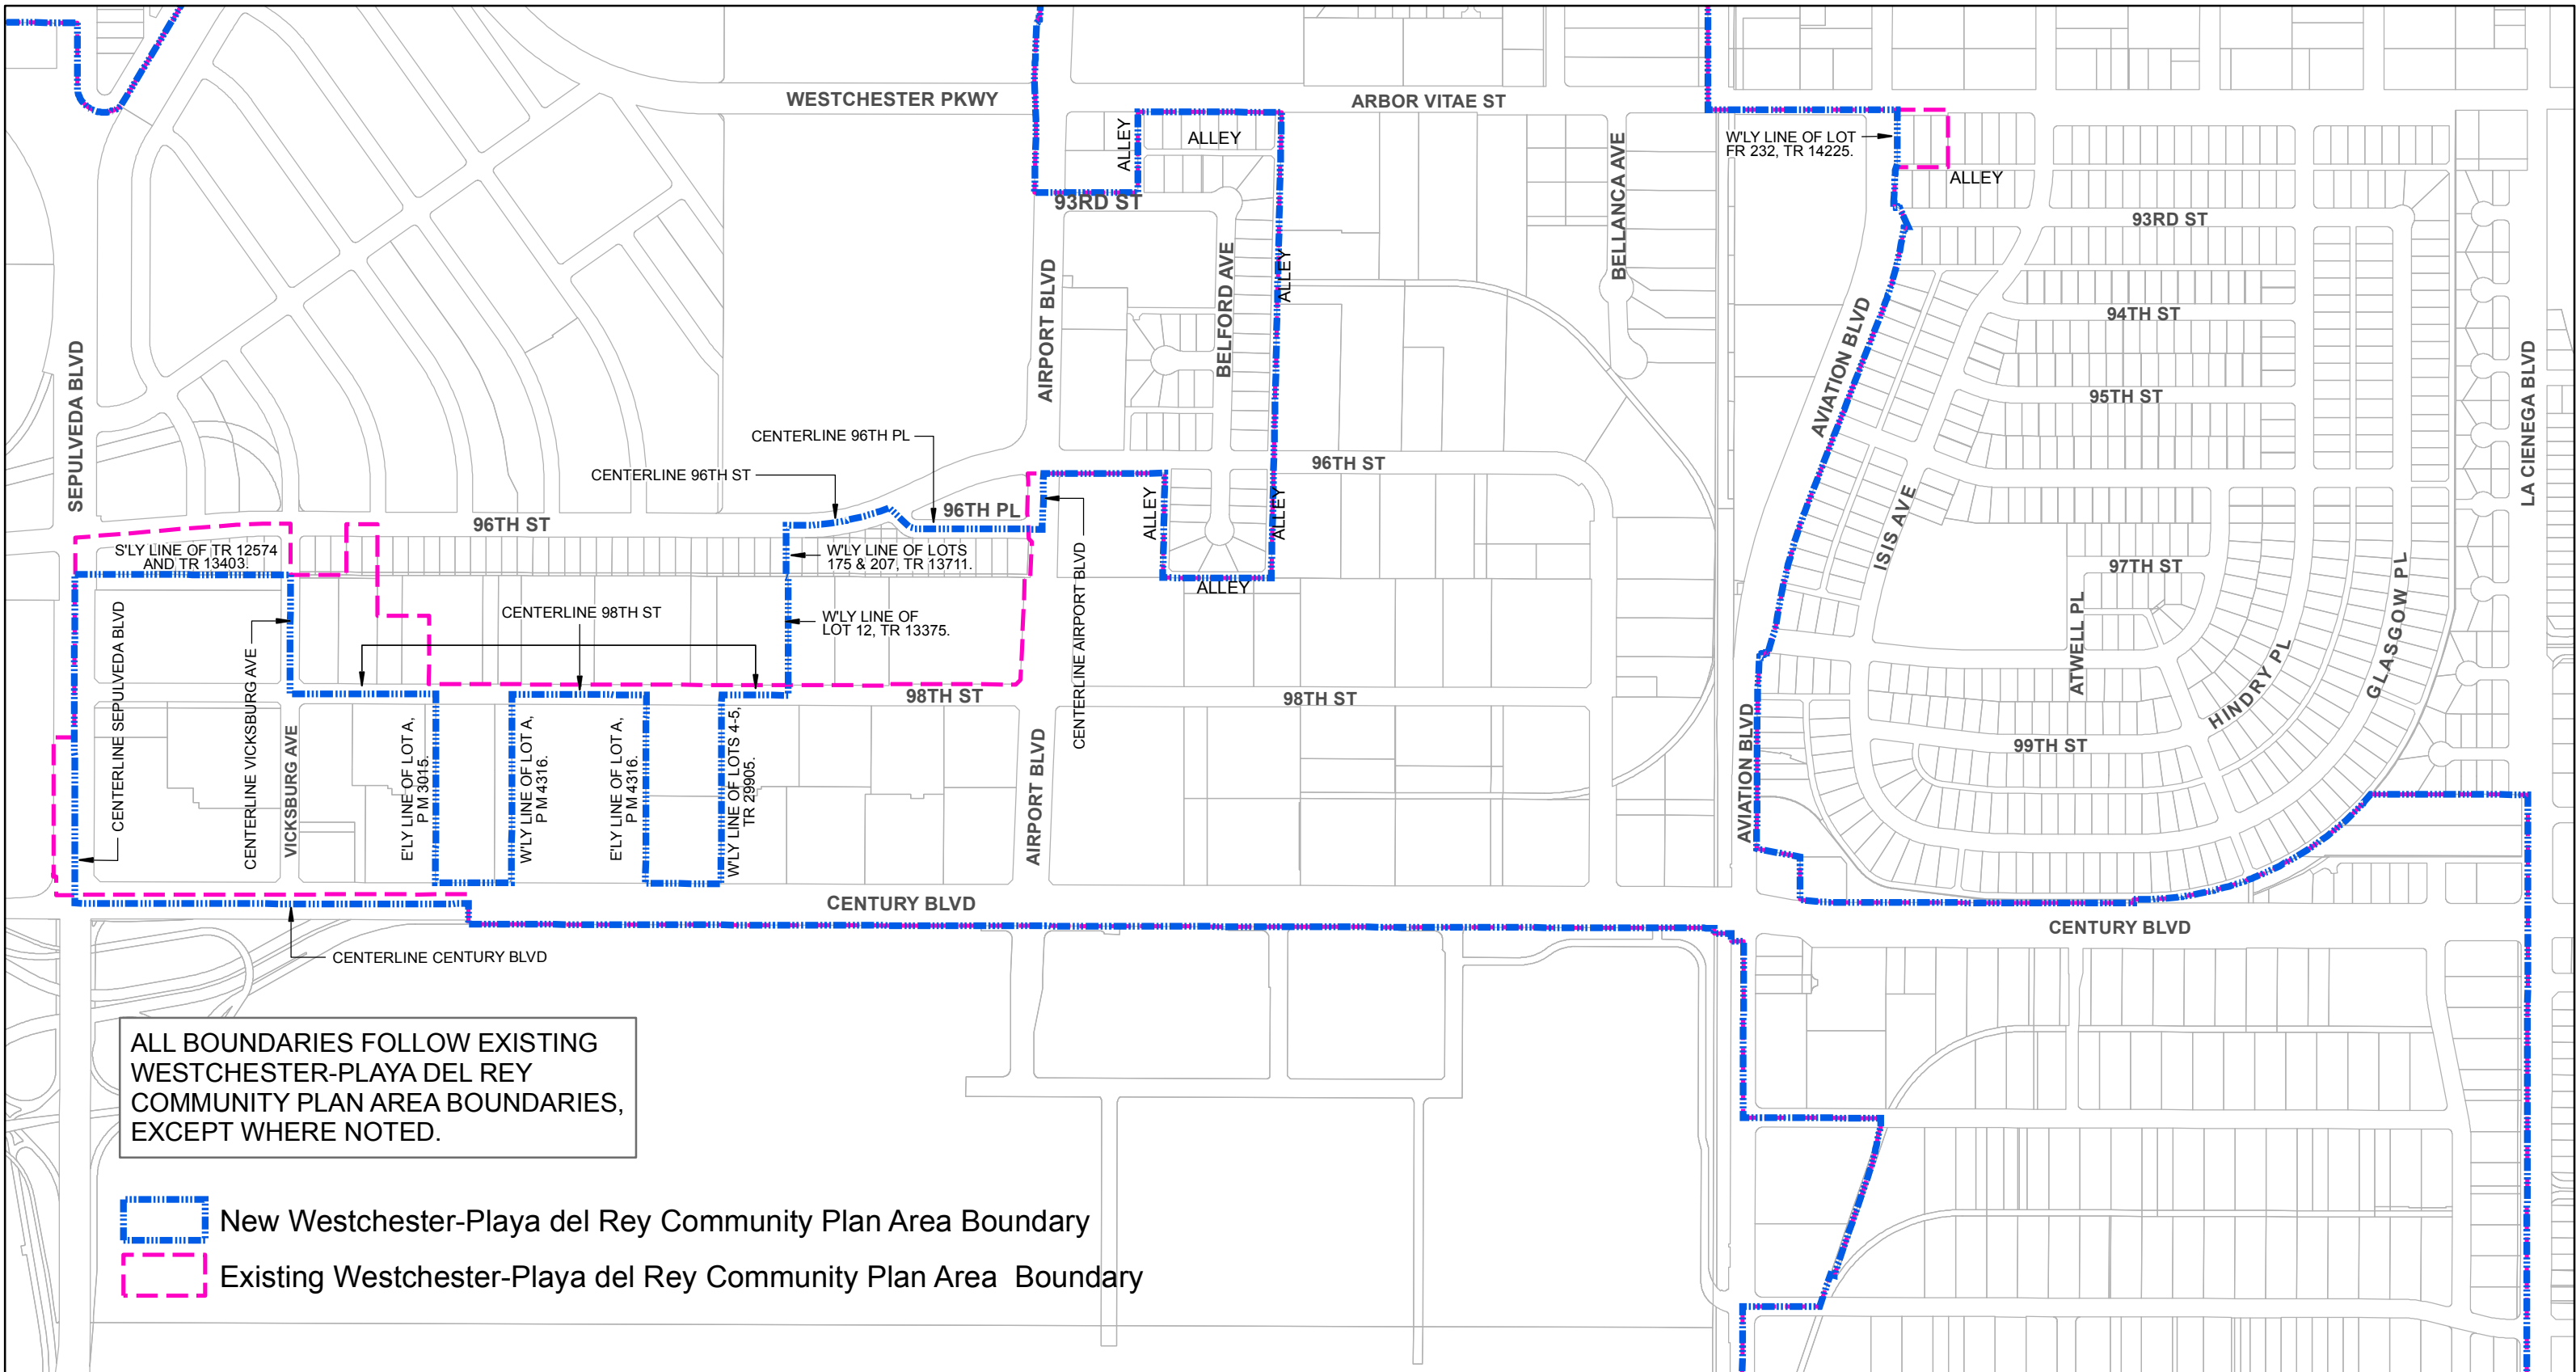 WESTCHESTER PKWY
ARBOR VITAE ST
ALLEY
ALLEY
BELLANCA AVE
W'LY LINE OF LOT
FR 232, TR 14225.
ALLEY
93RD ST
93RD ST
ALLEY
BELFORD AVE
AIRPORT BLVD
94TH ST
AVIATION BLVD
95TH ST
SEPULVEDA BLVD
LA CIENEGA BLVD
CENTERLINE 96TH PL
CENTERLINE 96TH ST
96TH ST
96TH PL
96TH ST
ALLEY
ALLEY
ISIS AVE
S'LY LINE OF TR 12574
AND TR 13403.
W'LY LINE OF LOTS
175 & 207, TR 13711.
97TH ST
ALLEY
CENTERLINE 98TH ST
W'LY LINE OF
LOT 12, TR 13375.
CENTERLINE AIRPORT BLVD
ATWELL PL
HINDRY PL
GLASGOW PL
CENTERLINE SEPULVEDA BLVD
CENTERLINE VICKSBURG AVE
98TH ST
98TH ST
99TH ST
VICKSBURG AVE
E'LY LINE OF LOT A,
P M 3015.
W'LY LINE OF LOT A,
P M 4316.
E'LY LINE OF LOT A,
P M 4316.
W'LY LINE OF LOTS 4-5,
TR 29905.
AIRPORT BLVD
AVIATION BLVD
CENTURY BLVD
CENTURY BLVD
CENTERLINE CENTURY BLVD
ALL BOUNDARIES FOLLOW EXISTING
WESTCHESTER-PLAYA DEL REY
COMMUNITY PLAN AREA BOUNDARIES,
EXCEPT WHERE NOTED.
New Westchester-Playa del Rey Community Plan Area Boundary
Existing Westchester-Playa del Rey Community Plan Area Boundary